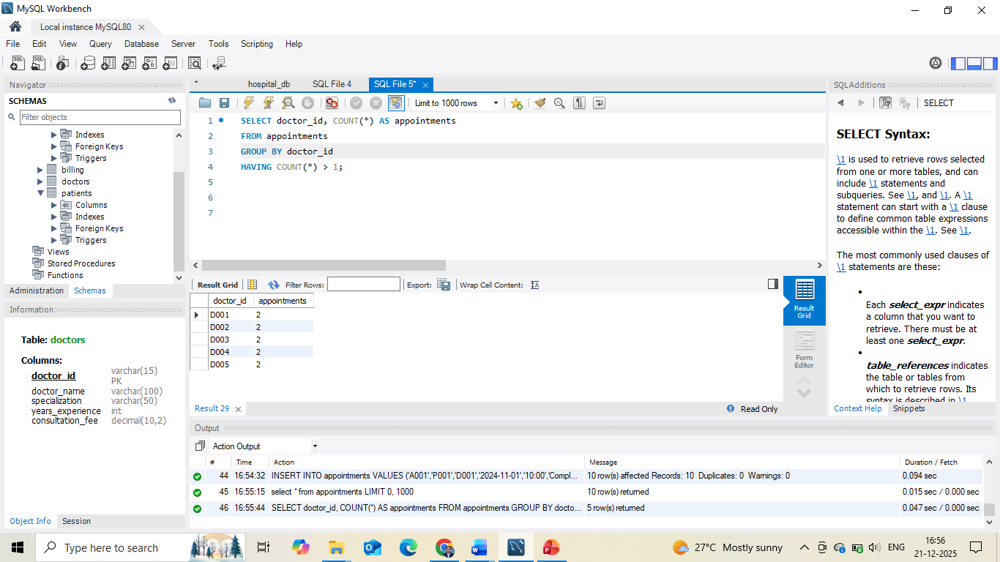 MySQL Workbench
Local instance MySQL80
File Edit View Query Database Server Tools Scripting Help
Navigator
SCHEMAS
Filter objects
Indexes
Foreign Keys
Triggers
billing
doctors
patients
Columns
Indexes
Foreign Keys
Triggers
Views
Stored Procedures
Functions
Administration Schemas
Information
Table: doctors
Columns:
doctor_id varchar(15) PK
doctor_name varchar(100)
specialization varchar(50)
years_experience int
consultation_fee decimal(10,2)
Object Info Session
* hospital_db SQL File 4 SQL File 5*
Limit to 1000 rows
1 SELECT doctor_id, COUNT(*) AS appointments
2 FROM appointments
3 GROUP BY doctor_id
4 HAVING COUNT(*) > 1;
5
6
7
Result Grid Filter Rows: Export: Wrap Cell Content:
doctor_id appointments
D001 2
D002 2
D003 2
D004 2
D005 2
Result Grid
Form Editor
Result 29 Read Only
Output
Action Output
# Time Action Message Duration / Fetch
44 16:54:32 INSERT INTO appointments VALUES ('A001','P001','D001','2024-11-01','10:00','Compl... 10 row(s) affected Records: 10 Duplicates: 0 Warnings: 0 0.094 sec
45 16:55:15 select * from appointments LIMIT 0, 1000 10 row(s) returned 0.015 sec / 0.000 sec
46 16:55:44 SELECT doctor_id, COUNT(*) AS appointments FROM appointments GROUP BY docto... 5 row(s) returned 0.047 sec / 0.000 sec
SQLAdditions
SELECT
SELECT Syntax:
\1 is used to retrieve rows selected
from one or more tables, and can
include \1 statements and
subqueries. See \1, and \1. A \1
statement can start with a \1 clause
to define common table expressions
accessible within the \1. See \1.
The most commonly used clauses of
\1 statements are these:
•
Each select_expr indicates
a column that you want to
retrieve. There must be at
least one select_expr.
•
table_references indicates
the table or tables from
which to retrieve rows. Its
syntax is described in \1
Context Help Snippets
Type here to search
27°C Mostly sunny
ENG
16:56
21-12-2025